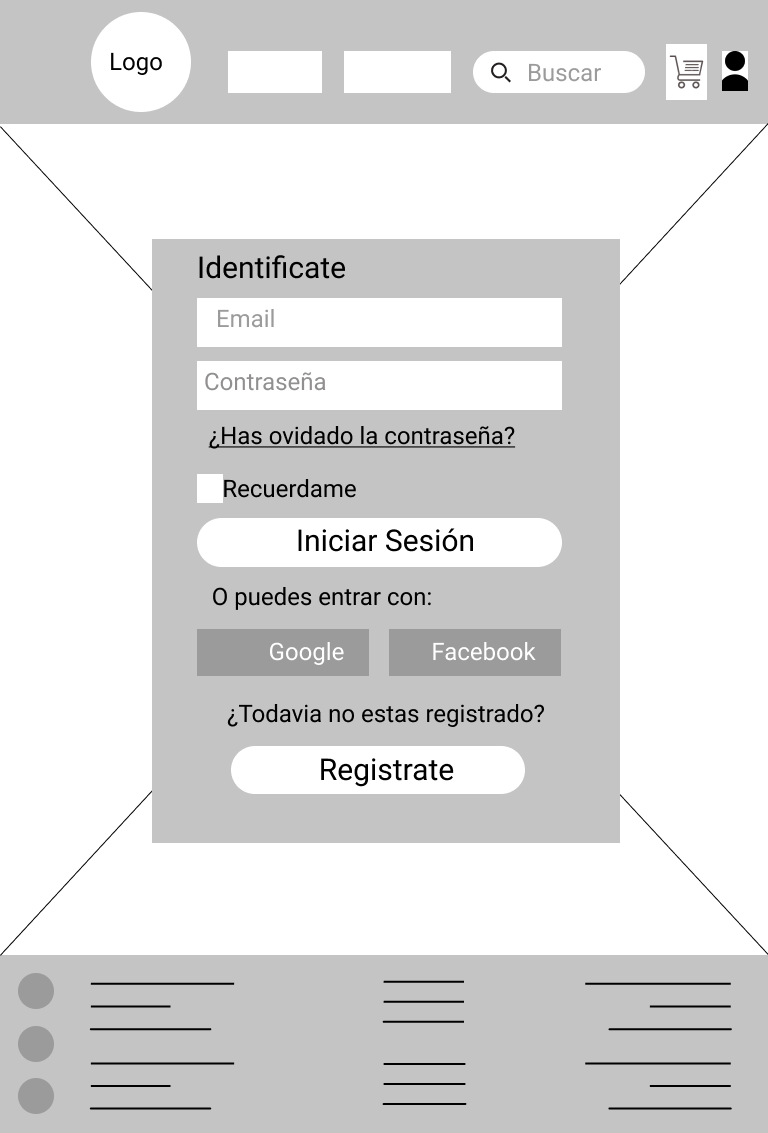 Logo
Buscar
Identificate
Email
Contraseña
¿Has ovidado la contraseña?
Recuerdame
Iniciar Sesión
O puedes entrar con:
Google
Facebook
¿Todavia no estas registrado?
Registrate